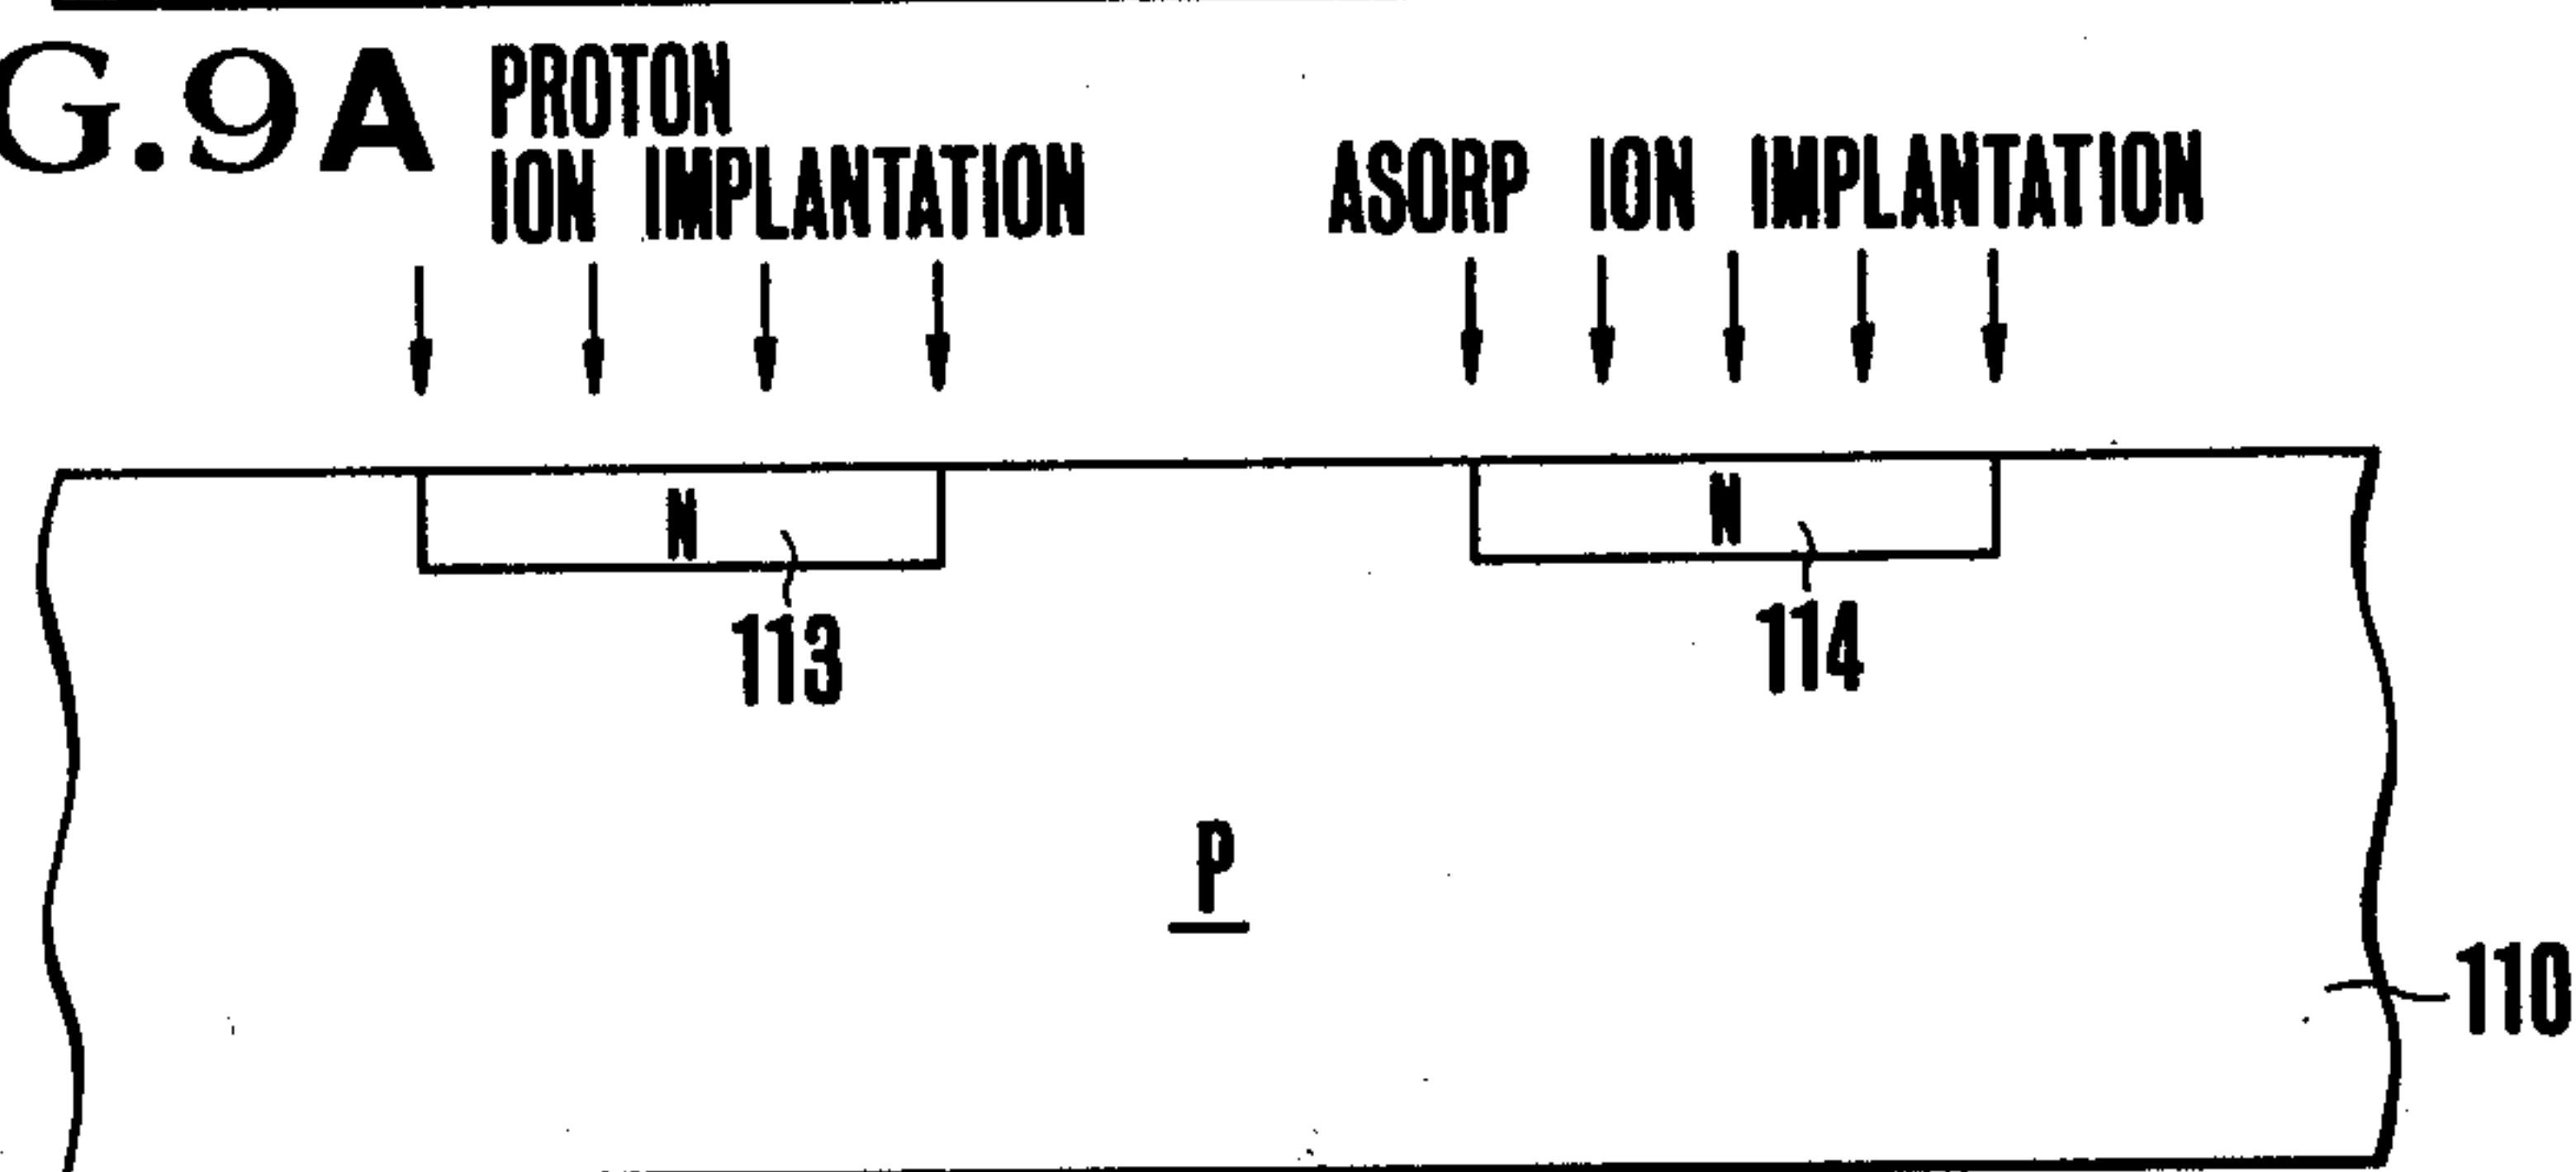 G.9A
PROTON
ION IMPLANTATION
ASORP ION IMPLANTATION
N
N
113
114
P
110